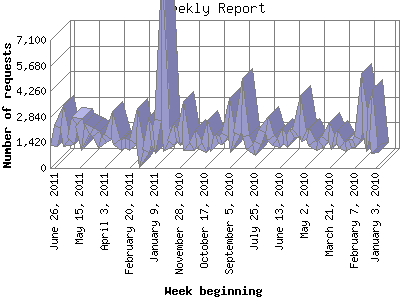 eekly Report
7,100
5,680
4,260
2,840
1,420
0
Number of requests
June 26, 2011
May 15, 2011
April 3, 2011
February 20, 2011
January 9, 2011
November 28, 2010
October 17, 2010
September 5, 2010
July 25, 2010
June 13, 2010
May 2, 2010
March 21, 2010
February 7, 2010
January 3, 2010
Week beginning